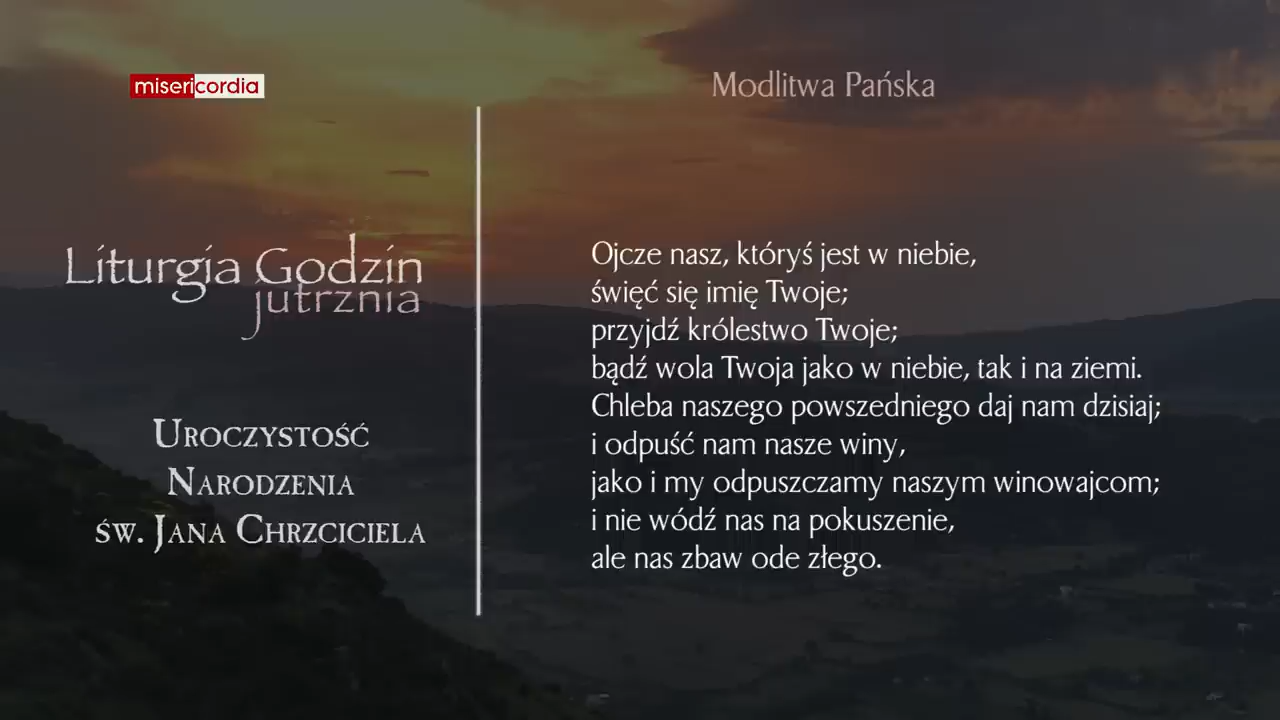 misericordia
Modlitwa Pańska
Liturgia Godzin
jutrznia
Uroczystość
Narodzenia
św. Jana Chrzciciela
Ojcze nasz, któryś jest w niebie,
święć się imię Twoje;
przyjdź królestwo Twoje;
bądź wola Twoja jako w niebie, tak i na ziemi.
Chleba naszego powszedniego daj nam dzisiaj;
i odpuść nam nasze winy,
jako i my odpuszczamy naszym winowajcom;
i nie wódź nas na pokuszenie,
ale nas zbaw ode złego.